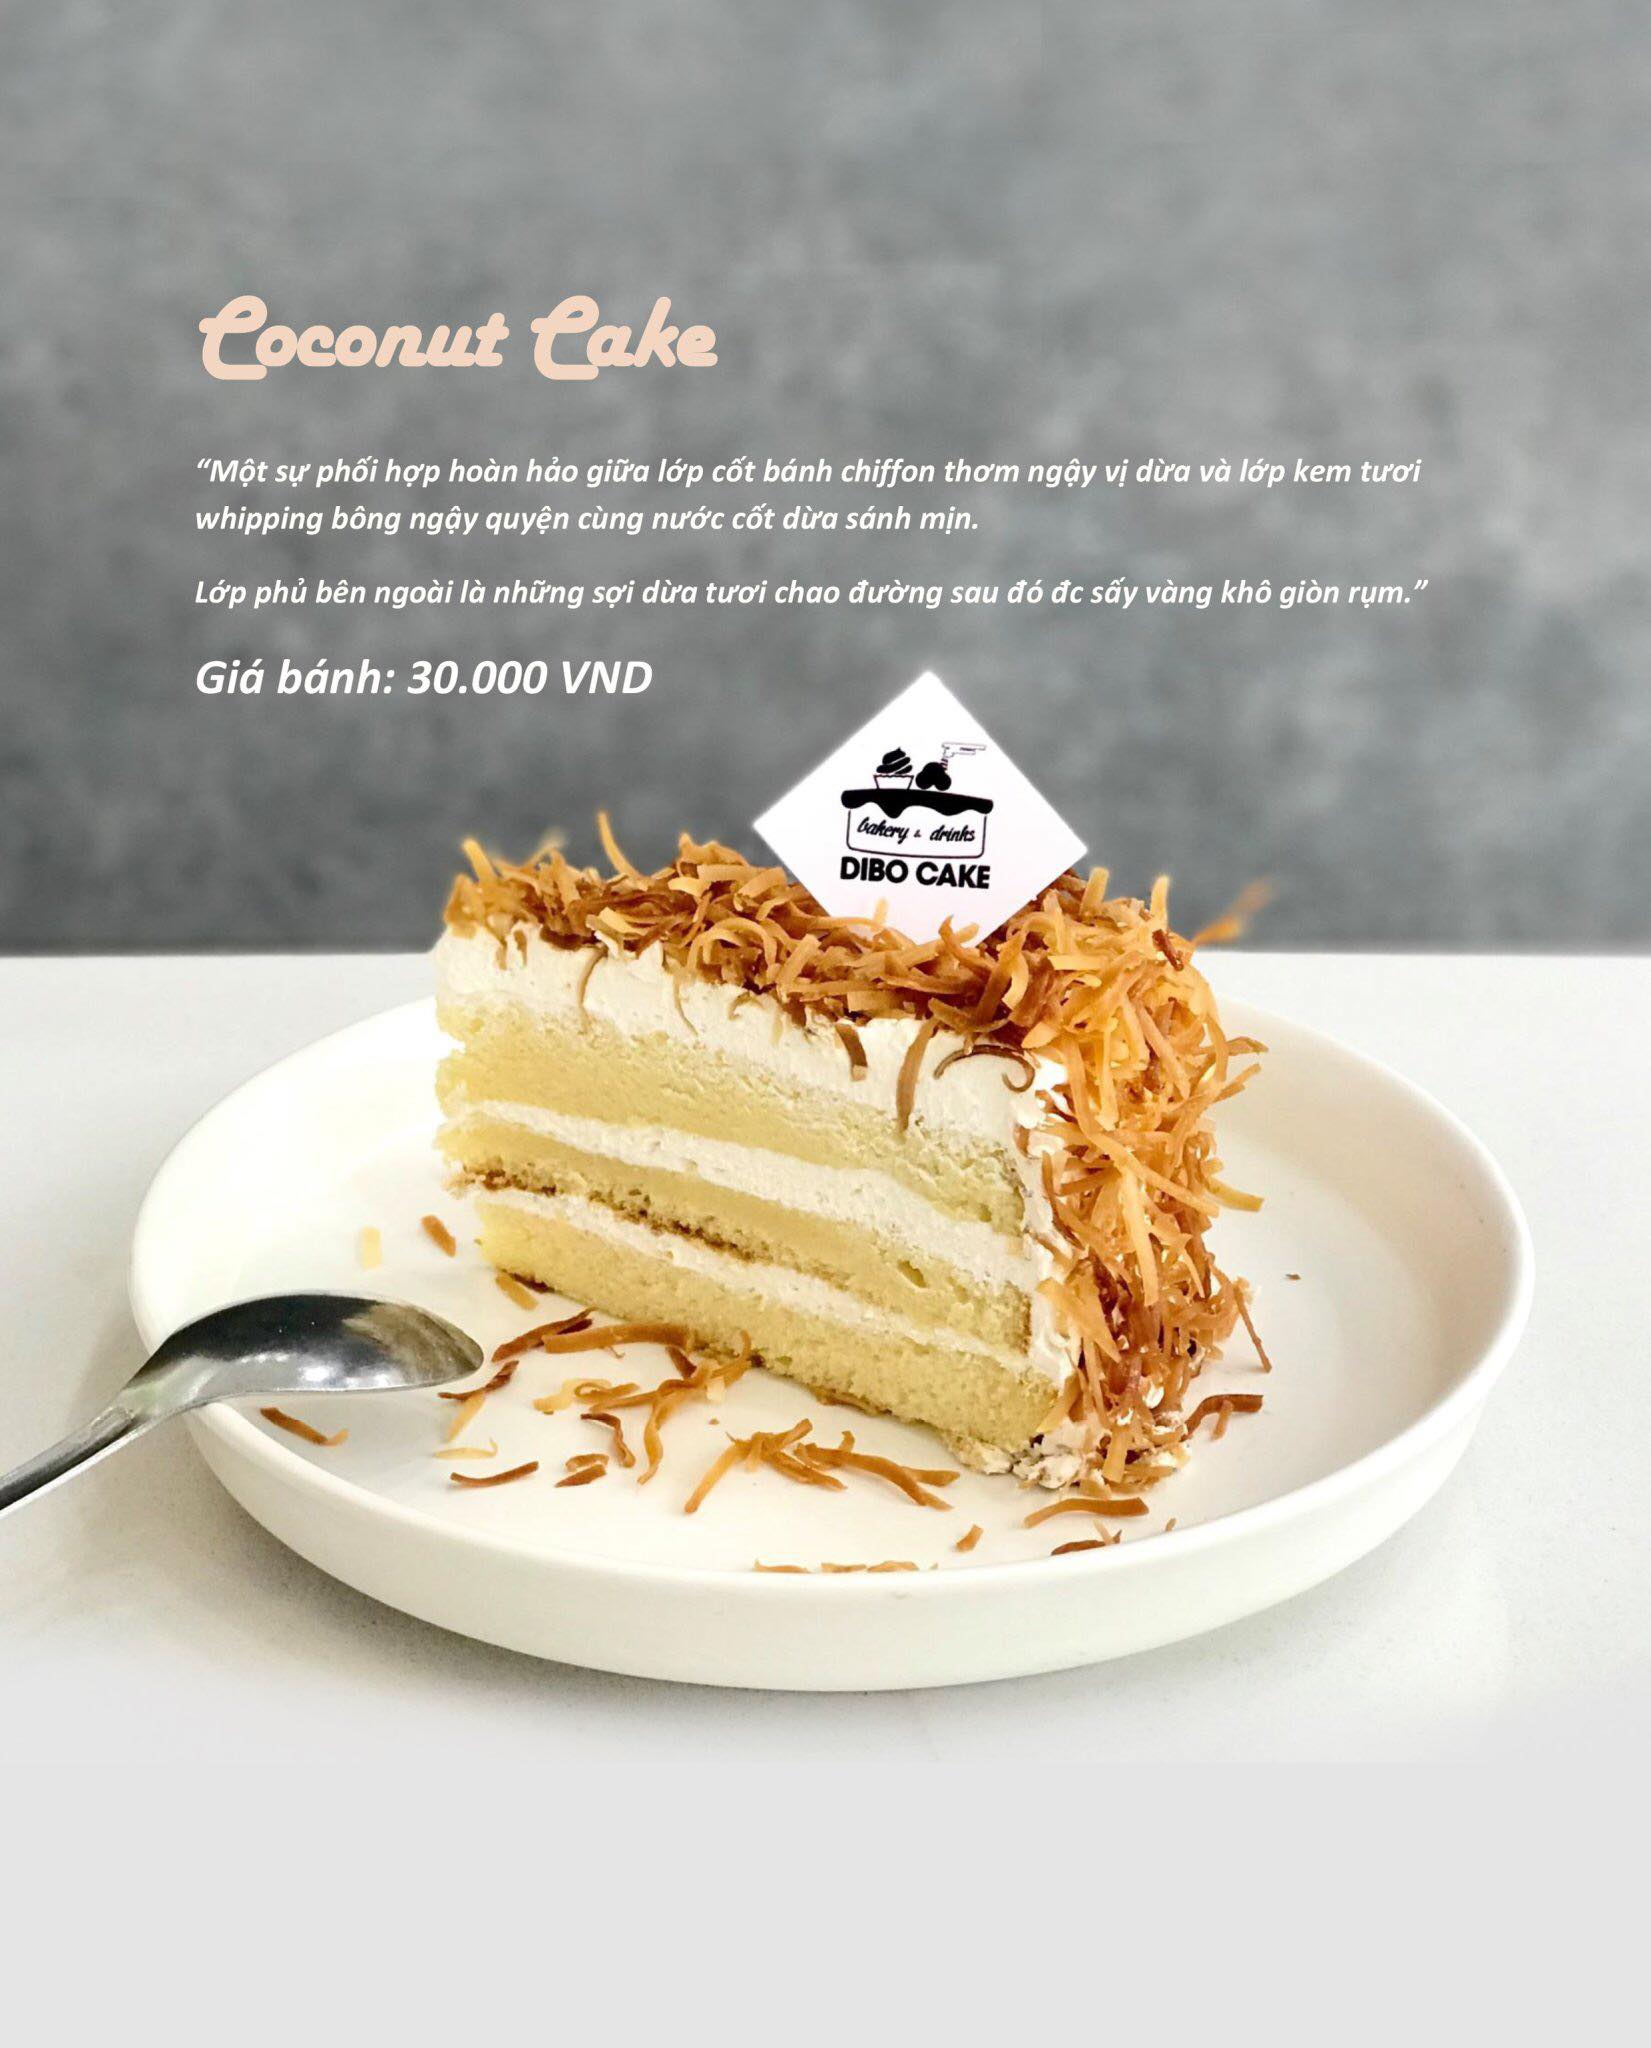 Coconut Cake
“Một sự phối hợp hoàn hảo giữa lớp cốt bánh chiffon thơm ngậy vị dừa và lớp kem tươi
whipping bông ngậy quyện cùng nước cốt dừa sánh mịn.
Lớp phủ bên ngoài là những sợi dừa tươi chao đường sau đó đc sấy vàng khô giòn rụm.”
Giá bánh: 30.000 VND
bakery & drinks
DIBO CAKE